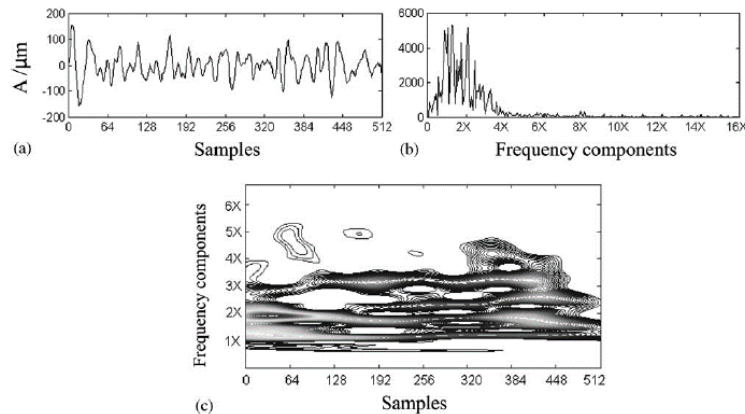 200
100
0
-100
-200
A /μm
0 64 128 192 256 320 384 448 512
(a) Samples
6000
4000
2000
0
0 2X 4X 6X 8X 10X 12X 14X 16X
(b) Frequency components
6X
5X
4X
3X
2X
1X
Frequency components
0 64 128 192 256 320 384 448 512
(c) Samples